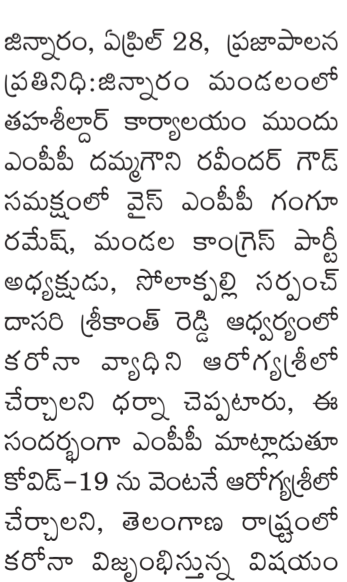 జిన్నారం, ఏప్రిల్ 28, ప్రజాపాలన
ప్రతినిధి:జిన్నారం మండలంలో
తహశీల్దార్ కార్యాలయం ముందు
ఎంపీపీ దమ్మగౌని రవీందర్ గౌడ్
సమక్షంలో వైస్ ఎంపీపీ గంగూ
రమేష్, మండల కాంగ్రెస్ పార్టీ
అధ్యక్షుడు, సోలాక్పల్లి సర్పంచ్
దాసరి శ్రీకాంత్ రెడ్డి ఆధ్వర్యంలో
కరోనా వ్యాధిని ఆరోగ్యశ్రీలో
చేర్చాలని ధర్నా చెప్పటారు, ఈ
సందర్భంగా ఎంపీపీ మాట్లాడుతూ
కోవిడ్-19 ను వెంటనే ఆరోగ్యశ్రీలో
చేర్చాలని, తెలంగాణ రాష్ట్రంలో
కరోనా విజృంభిస్తున్న విషయం